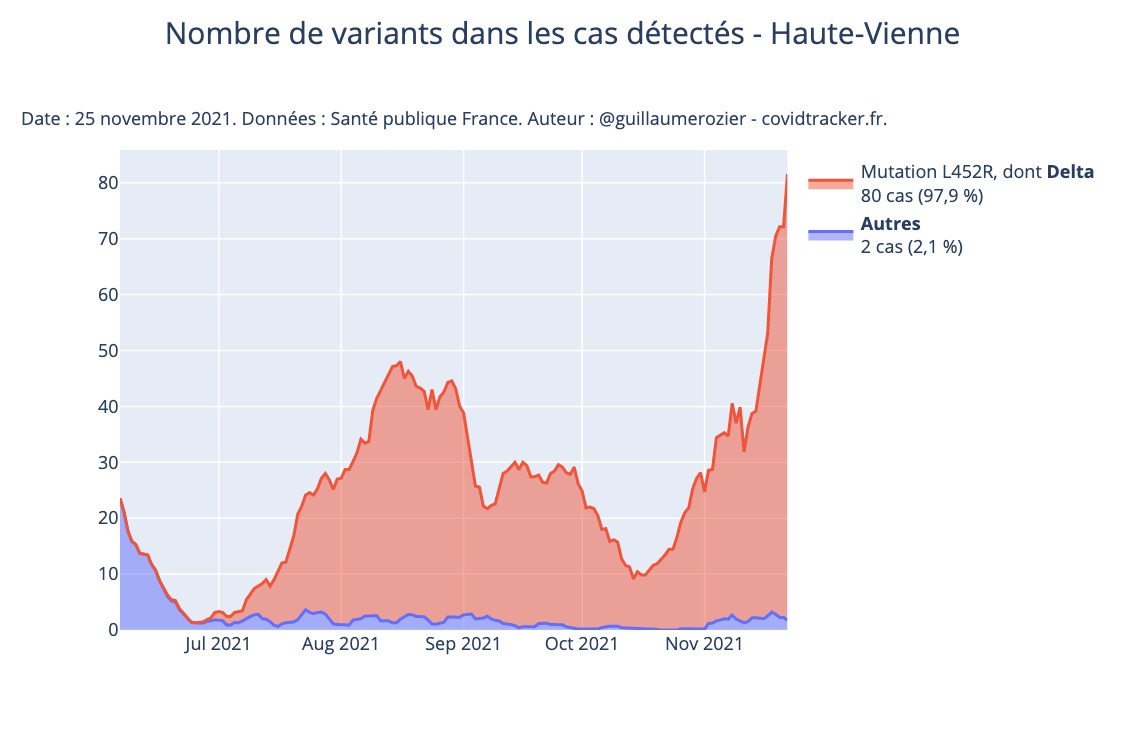 Nombre de variants dans les cas détectés - Haute-Vienne
Date : 25 novembre 2021. Données : Santé publique France. Auteur : @guillaumerozier - covidtracker.fr.
Mutation L452R, dont Delta
80 cas (97,9 %)
Autres
2 cas (2,1 %)
80
70
60
50
40
30
20
10
0
Jul 2021
Aug 2021
Sep 2021
Oct 2021
Nov 2021